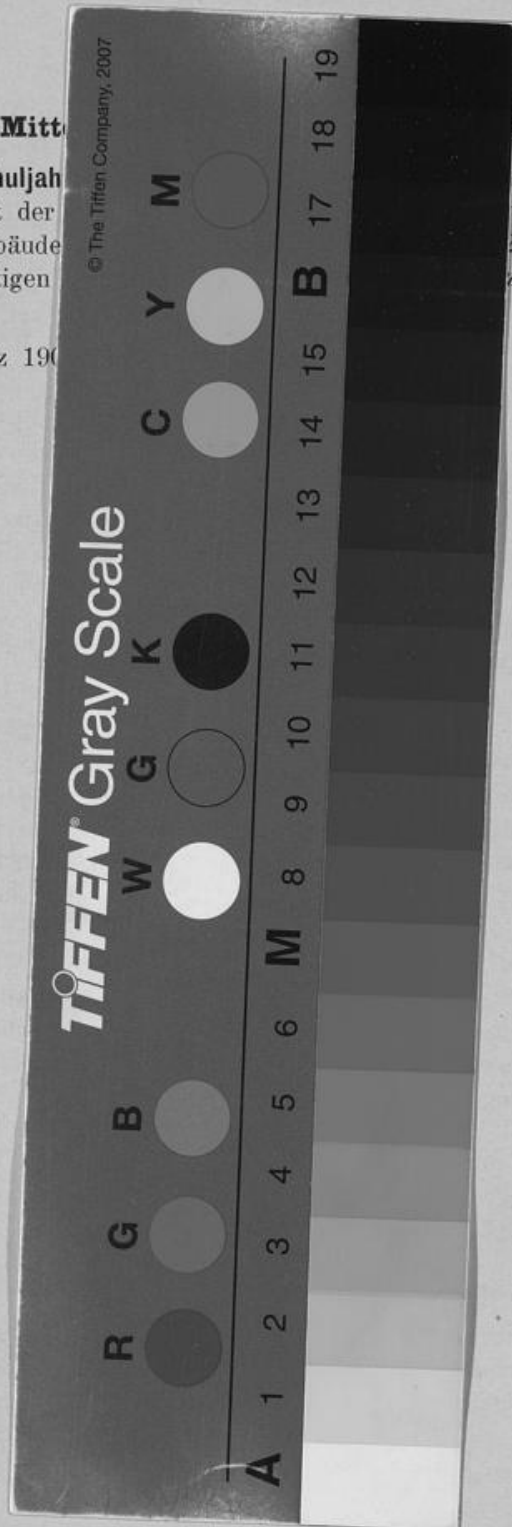 Mitt
uljah
der
bäude
igen
z 190
© The Tiffen Company, 2007
TIFFEN® Gray Scale
R G B W G K C Y M
A 1 2 3 4 5 6 M 8 9 10 11 12 13 14 15 B 17 18 19